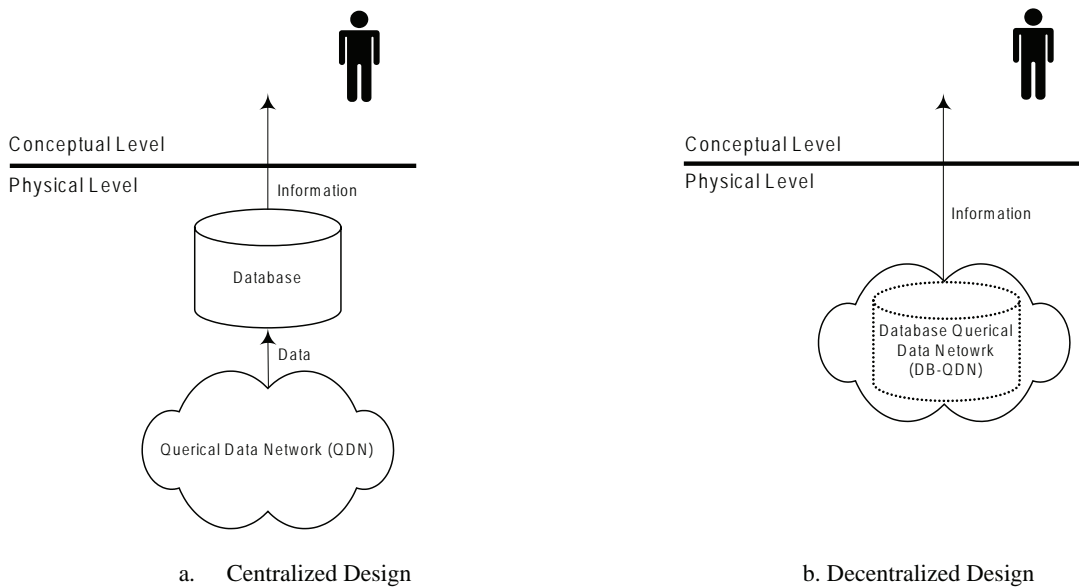 Conceptual Level
Physical Level
Information
Database
Data
Querical Data Network (QDN)
a. Centralized Design
Conceptual Level
Physical Level
Information
Database Querical
Data Netowrk
(DB-QDN)
b. Decentralized Design